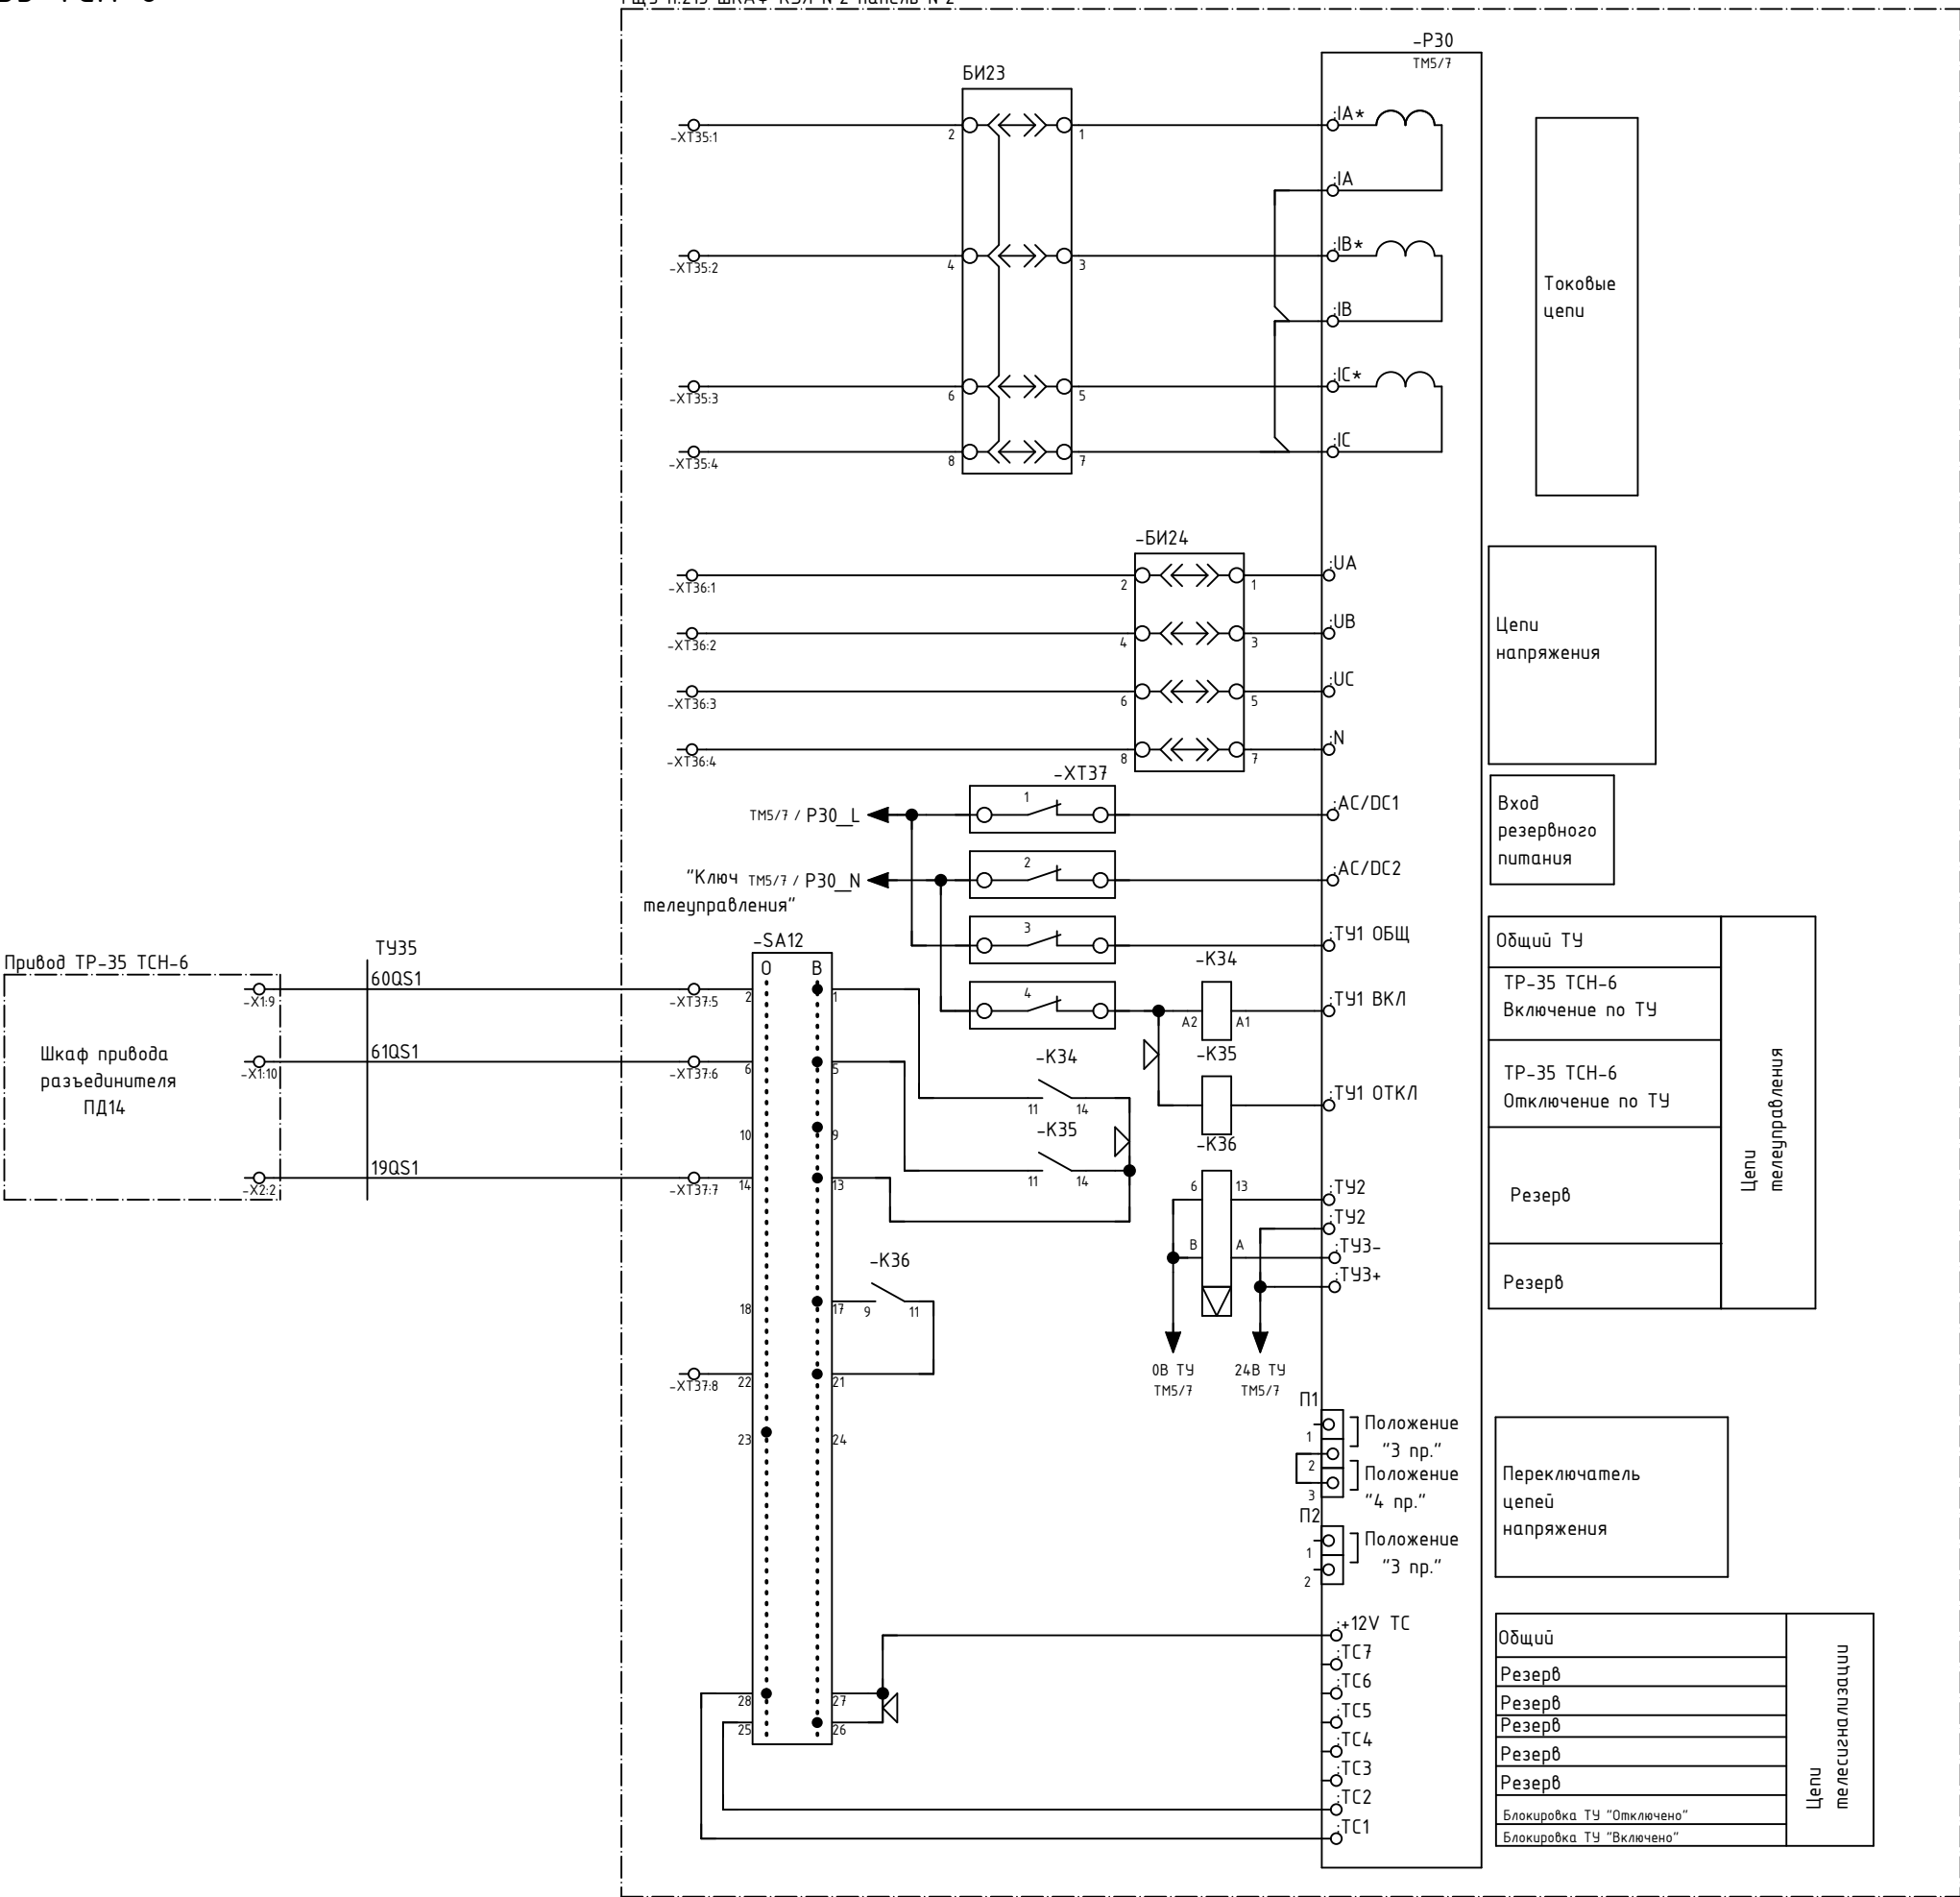 -P30
TM5/7
БИ23
:IA*
-XT35:1
2
1
:IA
:IB*
-XT35:2
4
3
Токовые
цепи
:IB
:IC*
-XT35:3
6
5
:IC
-XT35:4
8
7
-БИ24
:UA
-XT36:1
2
1
:UB
-XT36:2
4
3
Цепи
напряжения
:UC
-XT36:3
6
5
:N
-XT36:4
8
7
-XT37
TM5/7 / P30_L
1
:AC/DC1
Вход
резервного
питания
"Ключ
телеуправления"
TM5/7 / P30_N
2
:AC/DC2
3
:ТУ1 ОБЩ
Общий ТУ
-SA12
О
В
-K34
4
A2
A1
:ТУ1 ВКЛ
ТР-35 ТСН-6
Включение по ТУ
Привод ТР-35 ТСН-6
ТУ35
60QS1
-X1:9
-XT37:5
2
1
Шкаф привода
разъединителя
ПД14
61QS1
-X1:10
-XT37:6
6
5
-K34
11
14
-K35
:ТУ1 ОТКЛ
ТР-35 ТСН-6
Отключение по ТУ
Цепи
телеуправления
10
9
-K35
11
14
-K36
19QS1
-X2:2
-XT37:7
14
13
6
13
:ТУ2
:ТУ2
Резерв
B
A
:ТУ3-
:ТУ3+
Резерв
-K36
18
17
9
11
-XT37:8
22
21
0В ТУ
TM5/7
24В ТУ
TM5/7
23
24
П1
1
2
3
Положение
"3 пр."
Положение
"4 пр."
П2
1
2
Положение
"3 пр."
Переключатель
цепей
напряжения
28
27
25
26
:+12V TC
:TC7
:TC6
:TC5
:TC4
:TC3
:TC2
:TC1
Общий
Резерв
Резерв
Резерв
Резерв
Резерв
Блокировка ТУ "Отключено"
Блокировка ТУ "Включено"
Цепи
телесигнализации